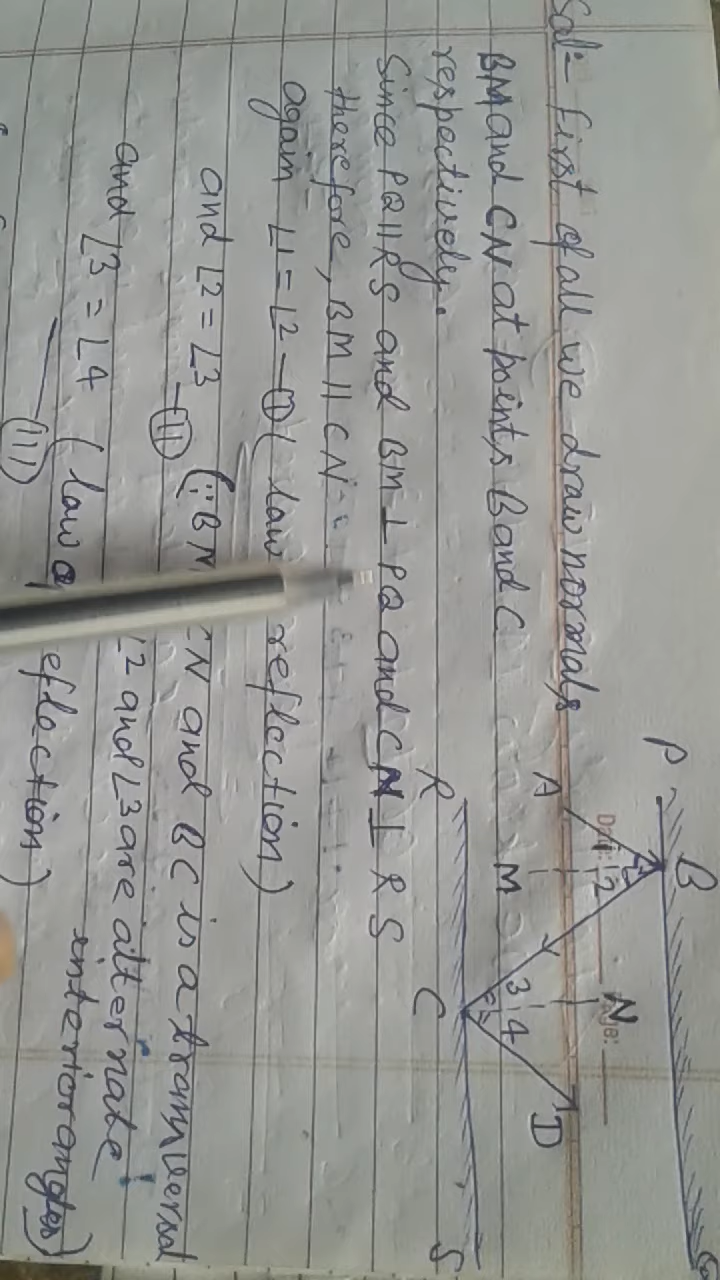 Sol:- First of all we draw normals
BM and CN at points B and C
respectively.
Since PQ || RS and BM ⊥ PQ and CN ⊥ RS
therefore, BM || CN
again ∠1 = ∠2 — (I) ( law reflection)
and ∠2 = ∠3 (∵ BM CN and BC is a tranversal
— (II) ∠2 and ∠3 are alternate
interior angles)
and ∠3 = ∠4 ( law of reflection)
— (III)
P B Q
A 1 2 N
M 3 4 D
R C S